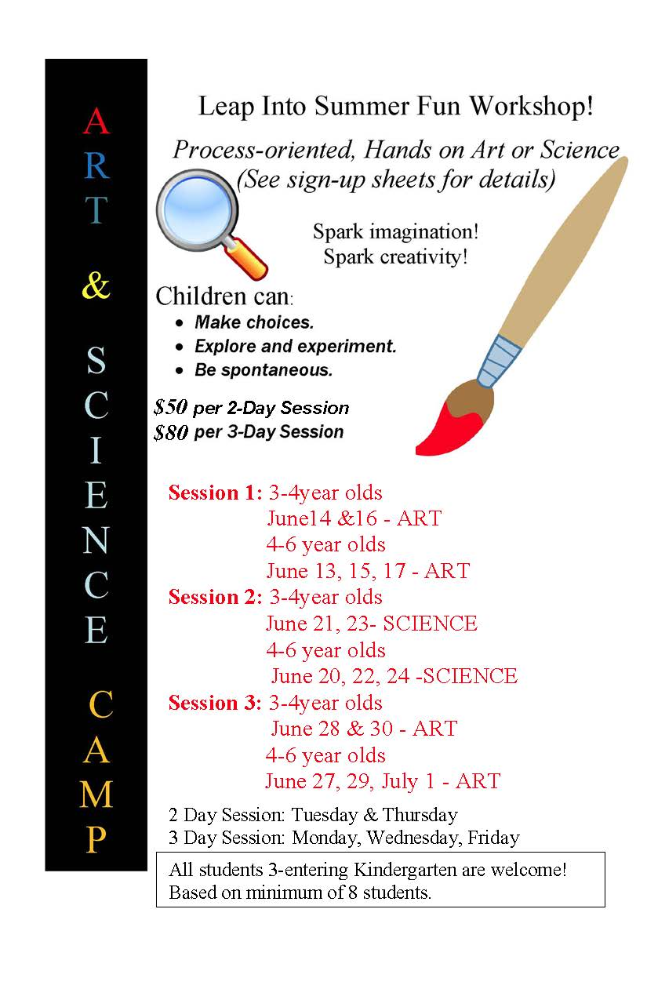 ART & SCIENCE CAMP
Leap Into Summer Fun Workshop!
Process-oriented, Hands on Art or Science
(See sign-up sheets for details)
Spark imagination!
Spark creativity!
Children can:
• Make choices.
• Explore and experiment.
• Be spontaneous.
$50 per 2-Day Session
$80 per 3-Day Session
Session 1: 3-4year olds
June14 &16 - ART
4-6 year olds
June 13, 15, 17 - ART
Session 2: 3-4year olds
June 21, 23- SCIENCE
4-6 year olds
June 20, 22, 24 -SCIENCE
Session 3: 3-4year olds
June 28 & 30 - ART
4-6 year olds
June 27, 29, July 1 - ART
2 Day Session: Tuesday & Thursday
3 Day Session: Monday, Wednesday, Friday
All students 3-entering Kindergarten are welcome!
Based on minimum of 8 students.